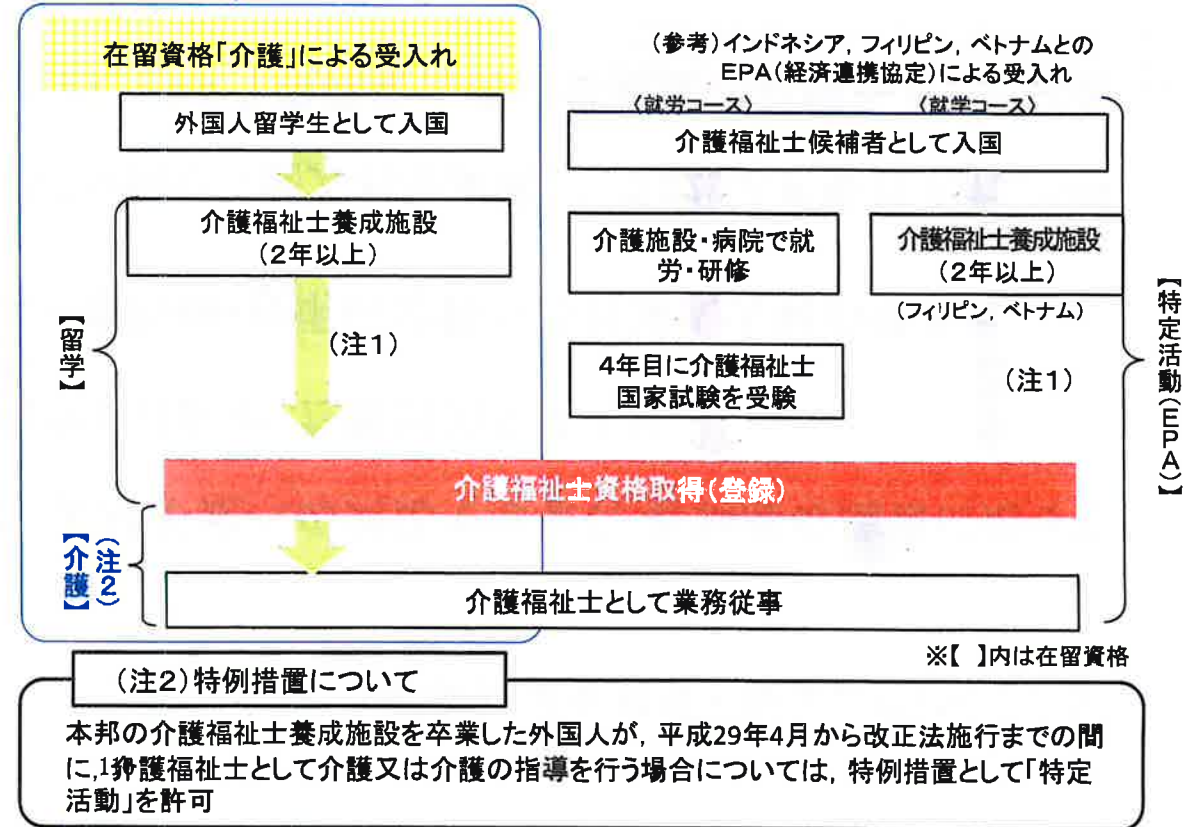 在留資格「介護」による受入れ
外国人留学生として入国
介護福祉士養成施設
(2年以上)
(注1)
【留学】
(参考)インドネシア, フィリピン, ベトナムとの
EPA(経済連携協定)による受入れ
〈就労コース〉
〈就学コース〉
介護福祉士候補者として入国
介護施設・病院で就
労・研修
介護福祉士養成施設
(2年以上)
(フィリピン, ベトナム)
4年目に介護福祉士
国家試験を受験
(注1)
【特定活動(EPA)】
介護福祉士資格取得(登録)
【介護】
(注2)
介護福祉士として業務従事
※【 】内は在留資格
(注2)特例措置について
本邦の介護福祉士養成施設を卒業した外国人が, 平成29年4月から改正法施行までの間
に, 護福祉士として介護又は介護の指導を行う場合については, 特例措置として「特定
活動」を許可